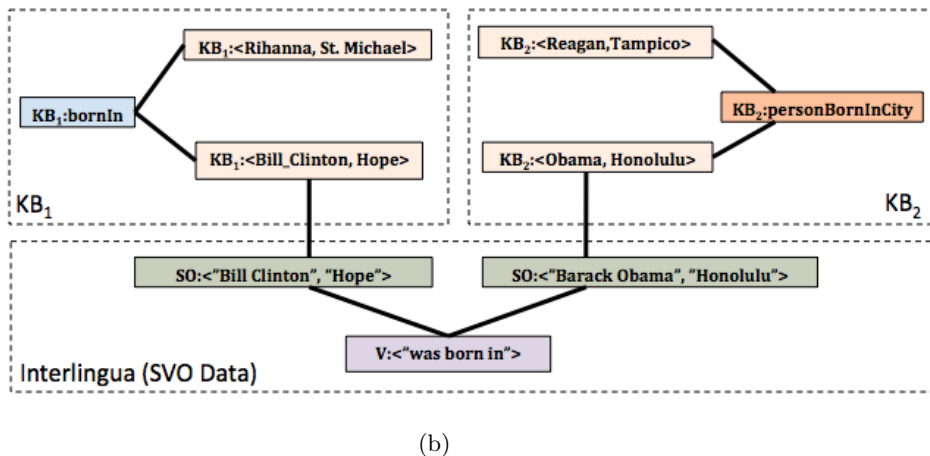 KB₁:<Rihanna, St. Michael>
KB₂:<Reagan,Tampico>
KB₁:bornIn
KB₂:personBornInCity
KB₁:<Bill_Clinton, Hope>
KB₂:<Obama, Honolulu>
KB₁
KB₂
SO:<"Bill Clinton", "Hope">
SO:<"Barack Obama", "Honolulu">
V:<"was born in">
Interlingua (SVO Data)
(b)